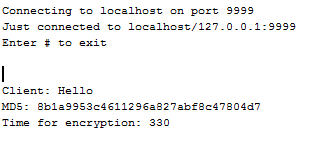 Connecting to localhost on port 9999
Just connected to localhost/127.0.0.1:9999
Enter # to exit
Client: Hello
MD5: 8b1a9953c4611296a827abf8c47804d7
Time for encryption: 330